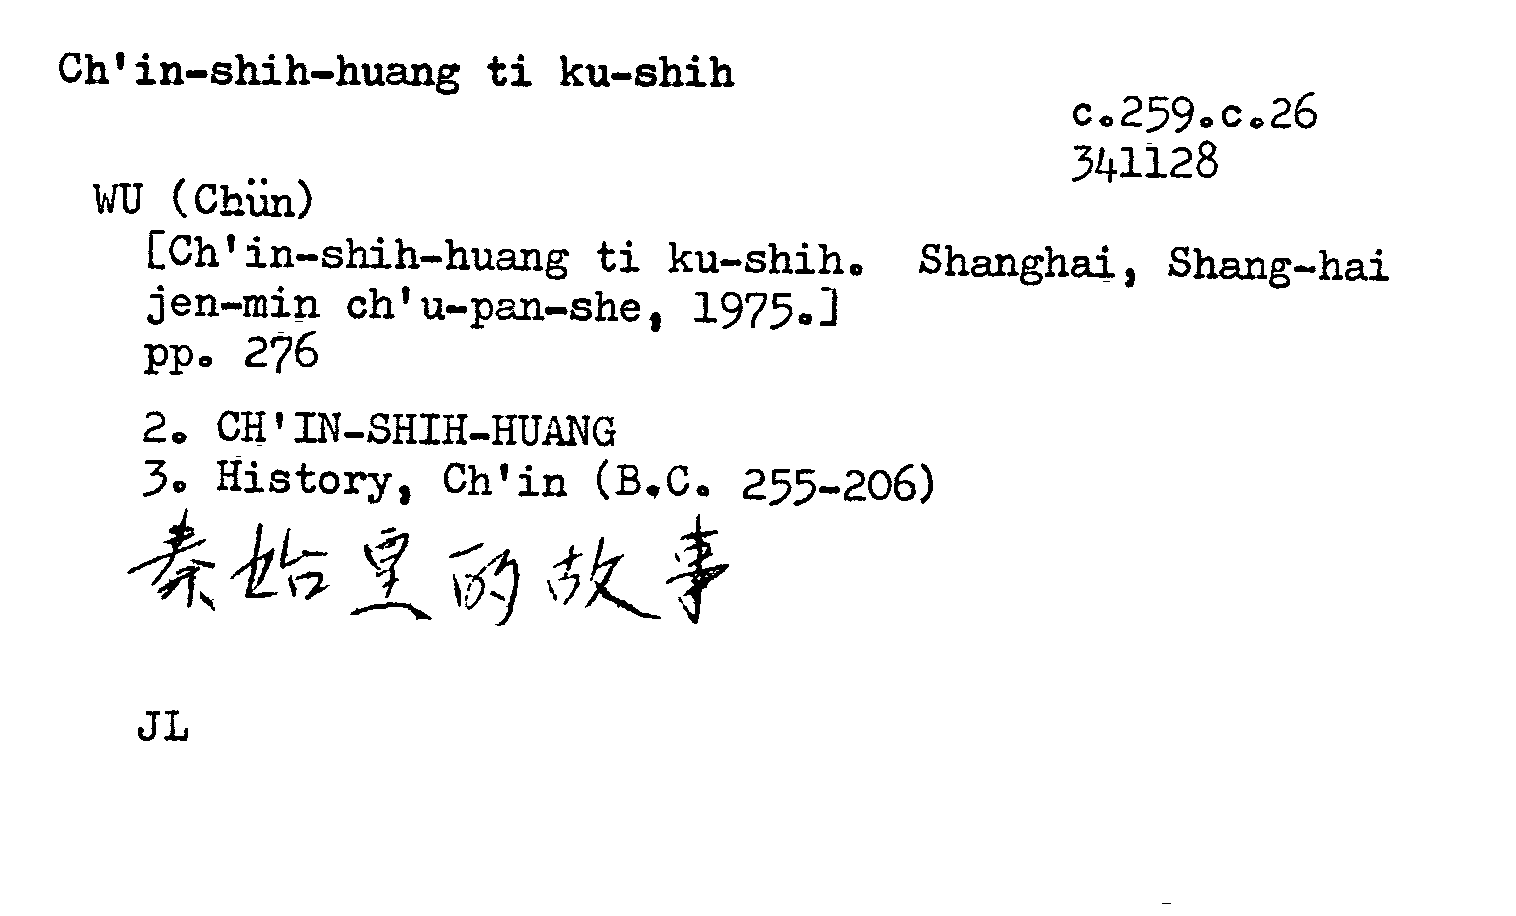 Ch'in-shih-huang ti ku-shih
c.259.c.26
341128
WU (Chün)
[Ch'in-shih-huang ti ku-shih. Shanghai, Shang-hai
jen-min ch'u-pan-she, 1975.]
pp. 276
2. CH'IN-SHIH-HUANG
3. History, Ch'in (B.C. 255-206)
秦始皇的故事
JL